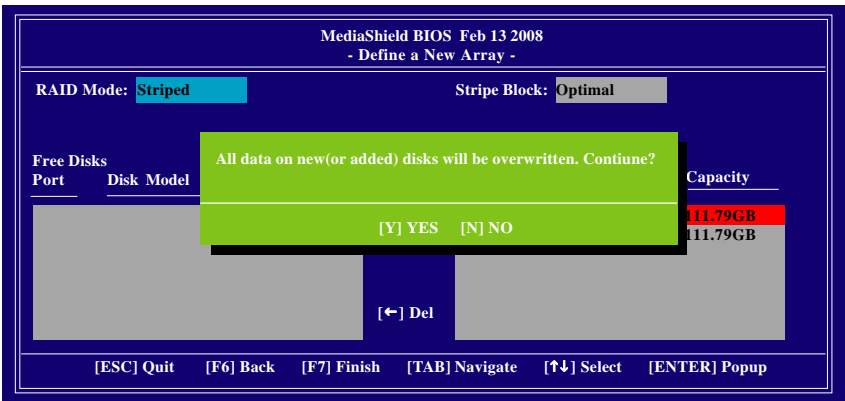 MediaShield BIOS Feb 13 2008
- Define a New Array -
RAID Mode: Striped Stripe Block: Optimal
Free Disks
Port Disk Model Capacity
All data on new(or added) disks will be overwritten. Contiune?
[Y] YES [N] NO
111.79GB
111.79GB
[←] Del
[ESC] Quit [F6] Back [F7] Finish [TAB] Navigate [↑↓] Select [ENTER] Popup